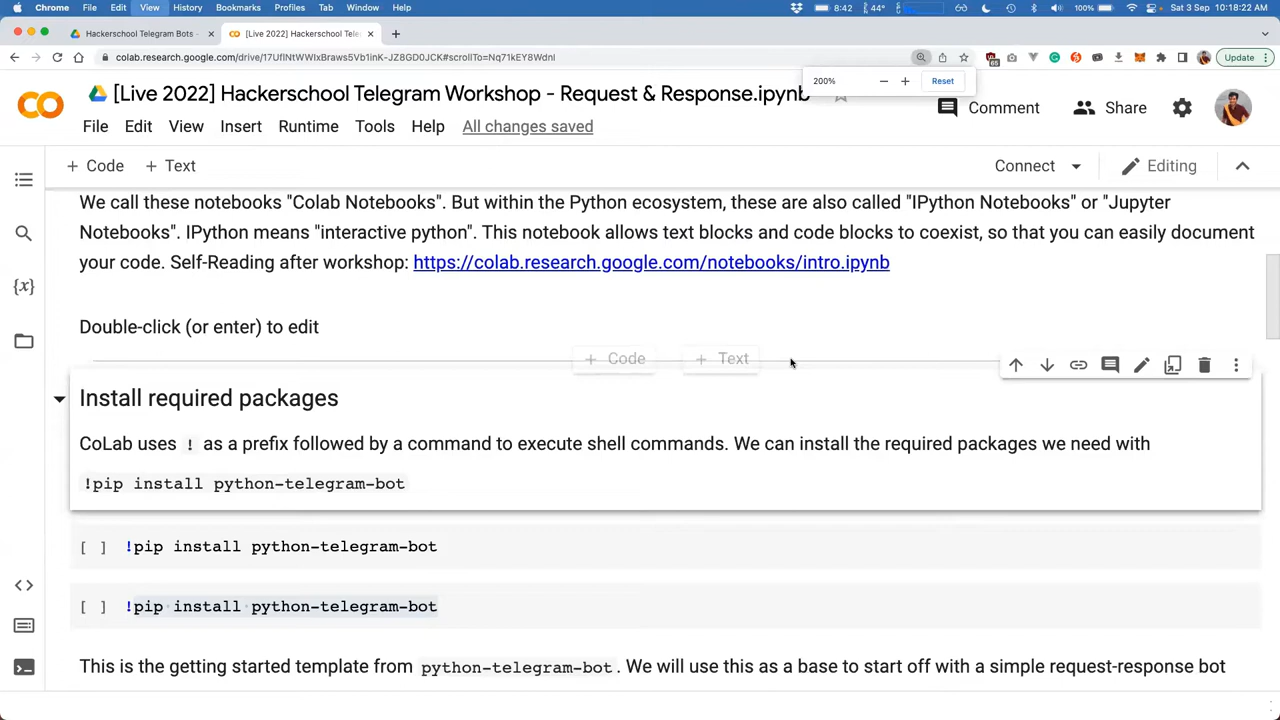 Chrome File Edit View History Bookmarks Profiles Tab Window Help 8:42 44° 100% Sat 3 Sep 10:18:22 AM
Hackerschool Telegram Bots - × [Live 2022] Hackerschool Tele × +
colab.research.google.com/drive/17UflNtWWIxBraws5Vb1inK-JZ8GD0JCK#scrollTo=Nq71kEY8WdnI Update
200% − + Reset
[Live 2022] Hackerschool Telegram Workshop - Request & Response.ipynb
Comment Share
File Edit View Insert Runtime Tools Help All changes saved
+ Code + Text Connect Editing
We call these notebooks "Colab Notebooks". But within the Python ecosystem, these are also called "IPython Notebooks" or "Jupyter
Notebooks". IPython means "interactive python". This notebook allows text blocks and code blocks to coexist, so that you can easily document
your code. Self-Reading after workshop: https://colab.research.google.com/notebooks/intro.ipynb
Double-click (or enter) to edit
+ Code + Text
Install required packages
CoLab uses ! as a prefix followed by a command to execute shell commands. We can install the required packages we need with
!pip install python-telegram-bot
[ ] !pip install python-telegram-bot
[ ] !pip install python-telegram-bot
This is the getting started template from python-telegram-bot. We will use this as a base to start off with a simple request-response bot